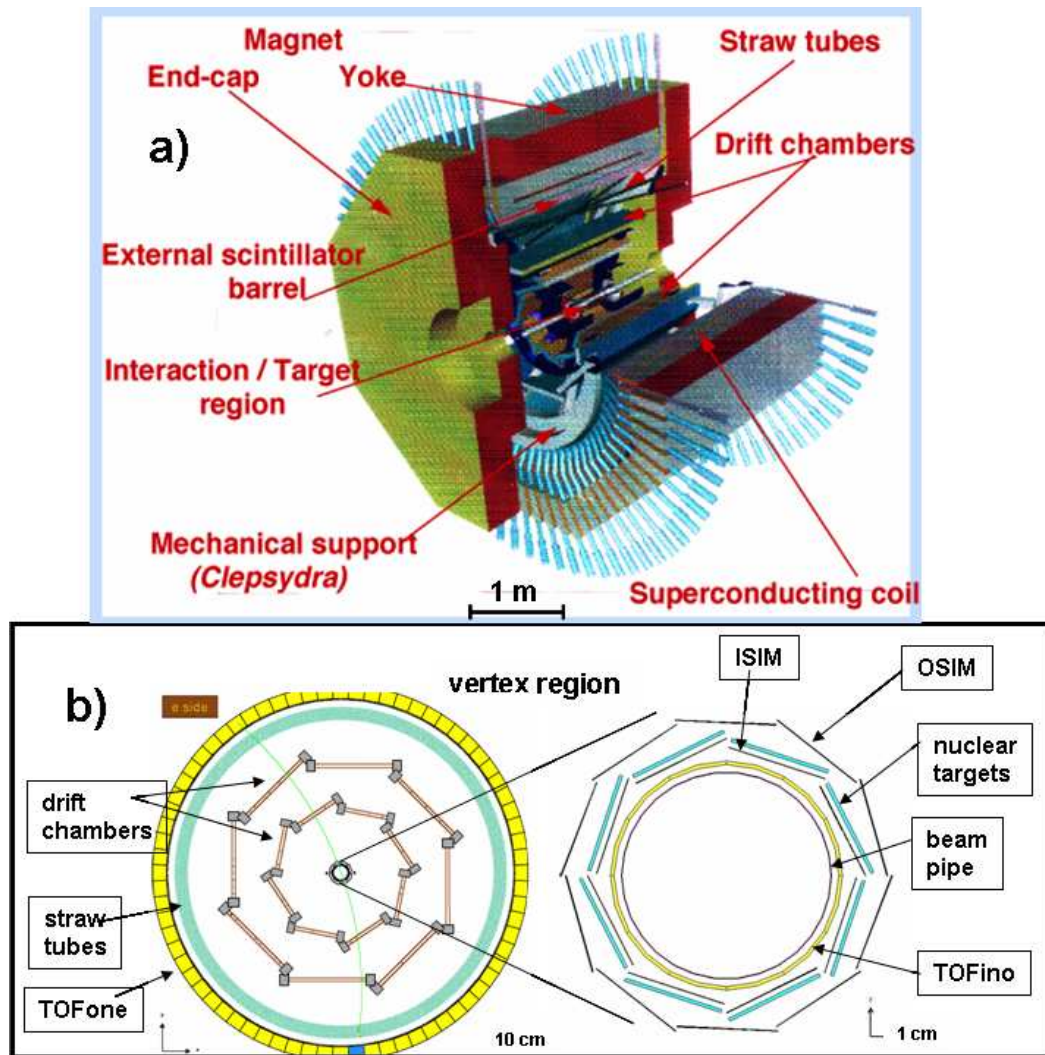 Magnet
End-cap
Yoke
Straw tubes
a)
Drift chambers
External scintillator
barrel
Interaction / Target
region
Mechanical support
(Clepsydra)
1 m
Superconducting coil
b)
e side
vertex region
ISIM
OSIM
drift
chambers
nuclear
targets
beam
pipe
straw
tubes
TOFone
TOFino
10 cm
1 cm